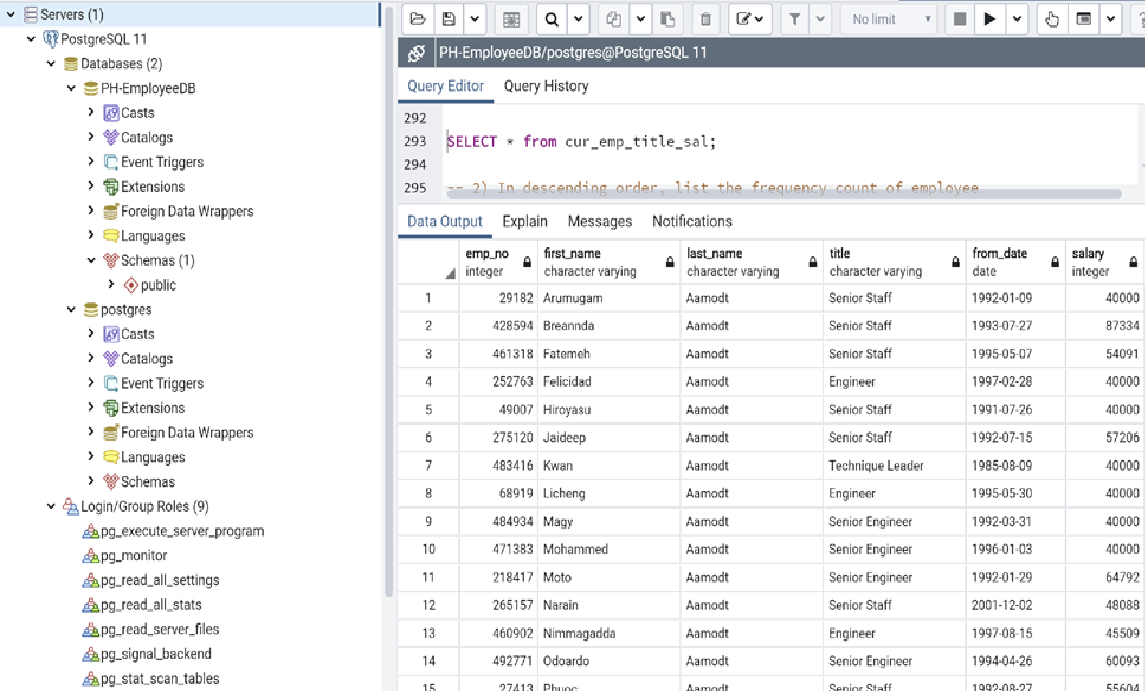 Servers (1)
PostgreSQL 11
Databases (2)
PH-EmployeeDB
Casts
Catalogs
Event Triggers
Extensions
Foreign Data Wrappers
Languages
Schemas (1)
public
postgres
Casts
Catalogs
Event Triggers
Extensions
Foreign Data Wrappers
Languages
Schemas
Login/Group Roles (9)
pg_execute_server_program
pg_monitor
pg_read_all_settings
pg_read_all_stats
pg_read_server_files
pg_signal_backend
pg_stat_scan_tables
No limit
PH-EmployeeDB/postgres@PostgreSQL 11
Query Editor Query History
292
293 SELECT * from cur_emp_title_sal;
294
295 -- 2) In descending order, list the frequency count of employee
Data Output Explain Messages Notifications
emp_no first_name last_name title from_date salary
integer character varying character varying character varying date integer
1 29182 Arumugam Aamodt Senior Staff 1992-01-09 40000
2 428594 Breannda Aamodt Senior Staff 1993-07-27 87334
3 461318 Fatemeh Aamodt Senior Staff 1995-05-07 54091
4 252763 Felicidad Aamodt Engineer 1997-02-28 40000
5 49007 Hiroyasu Aamodt Senior Staff 1991-07-26 40000
6 275120 Jaideep Aamodt Senior Staff 1992-07-15 57206
7 483416 Kwan Aamodt Technique Leader 1985-08-09 40000
8 68919 Licheng Aamodt Engineer 1995-05-30 40000
9 484934 Magy Aamodt Senior Engineer 1992-03-31 40000
10 471383 Mohammed Aamodt Senior Engineer 1996-01-03 40000
11 218417 Moto Aamodt Senior Engineer 1992-01-29 64792
12 265157 Narain Aamodt Senior Staff 2001-12-02 48088
13 460902 Nimmagadda Aamodt Engineer 1997-08-15 45509
14 492771 Odoardo Aamodt Senior Engineer 1994-04-26 60093
15 27413 Phuoc Aamodt Senior Staff 1992-08-27 55604